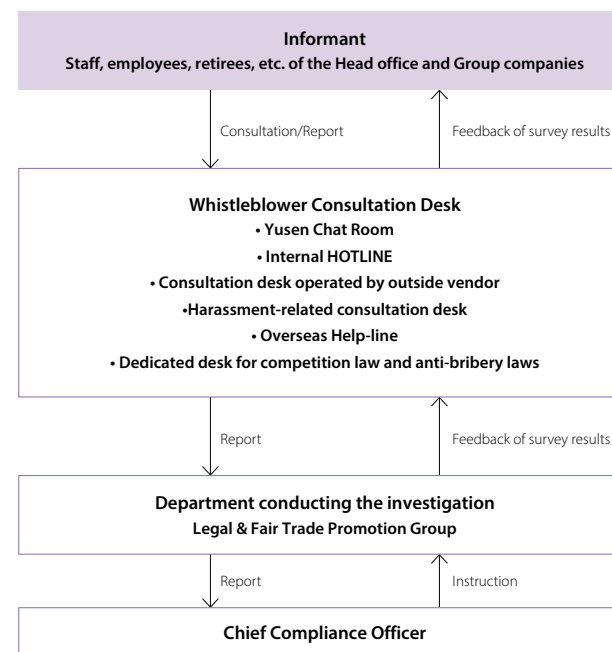 Informant
Staff, employees, retirees, etc. of the Head office and Group companies
Consultation/Report
Feedback of survey results
Whistleblower Consultation Desk
• Yusen Chat Room
• Internal HOTLINE
• Consultation desk operated by outside vendor
•Harassment-related consultation desk
• Overseas Help-line
• Dedicated desk for competition law and anti-bribery laws
Report
Feedback of survey results
Department conducting the investigation
Legal & Fair Trade Promotion Group
Report
Instruction
Chief Compliance Officer